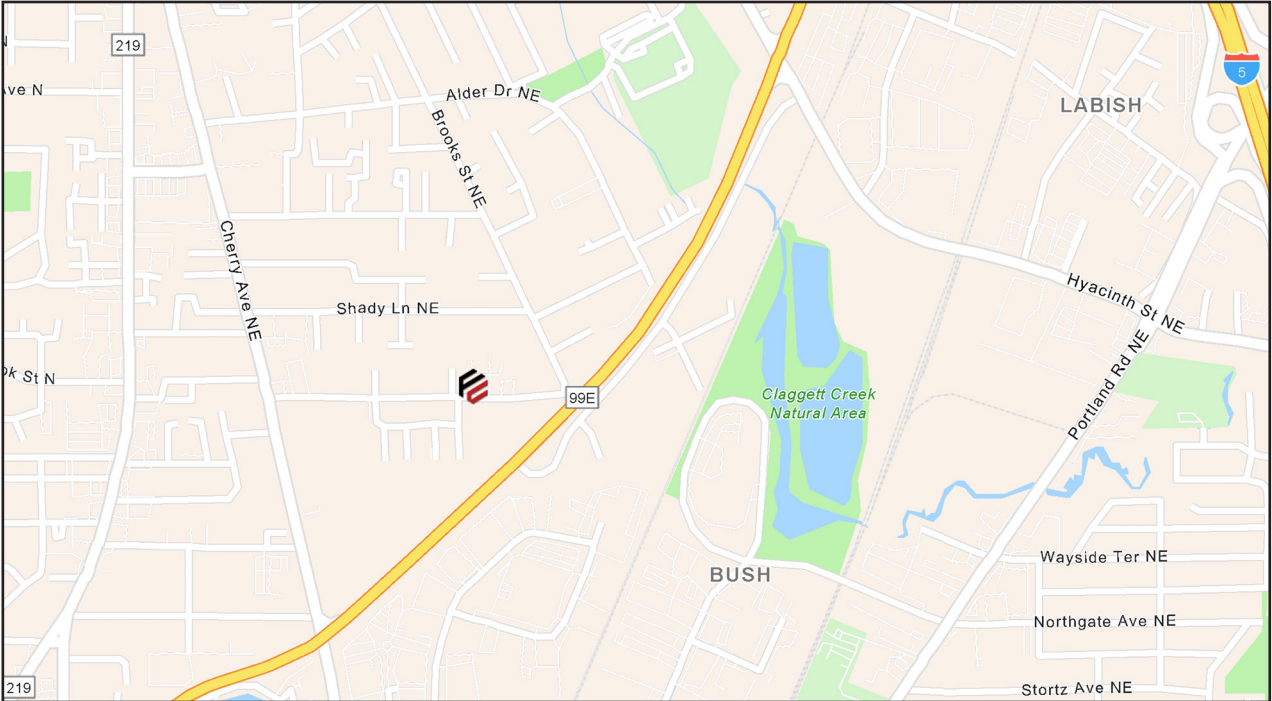 219
5
ve N
Alder Dr NE
LABISH
Brooks St NE
Cherry Ave NE
Hyacinth St NE
Shady Ln NE
Portland Rd NE
ok St N
99E
Claggett Creek
Natural Area
BUSH
Wayside Ter NE
Northgate Ave NE
219
Stortz Ave NE